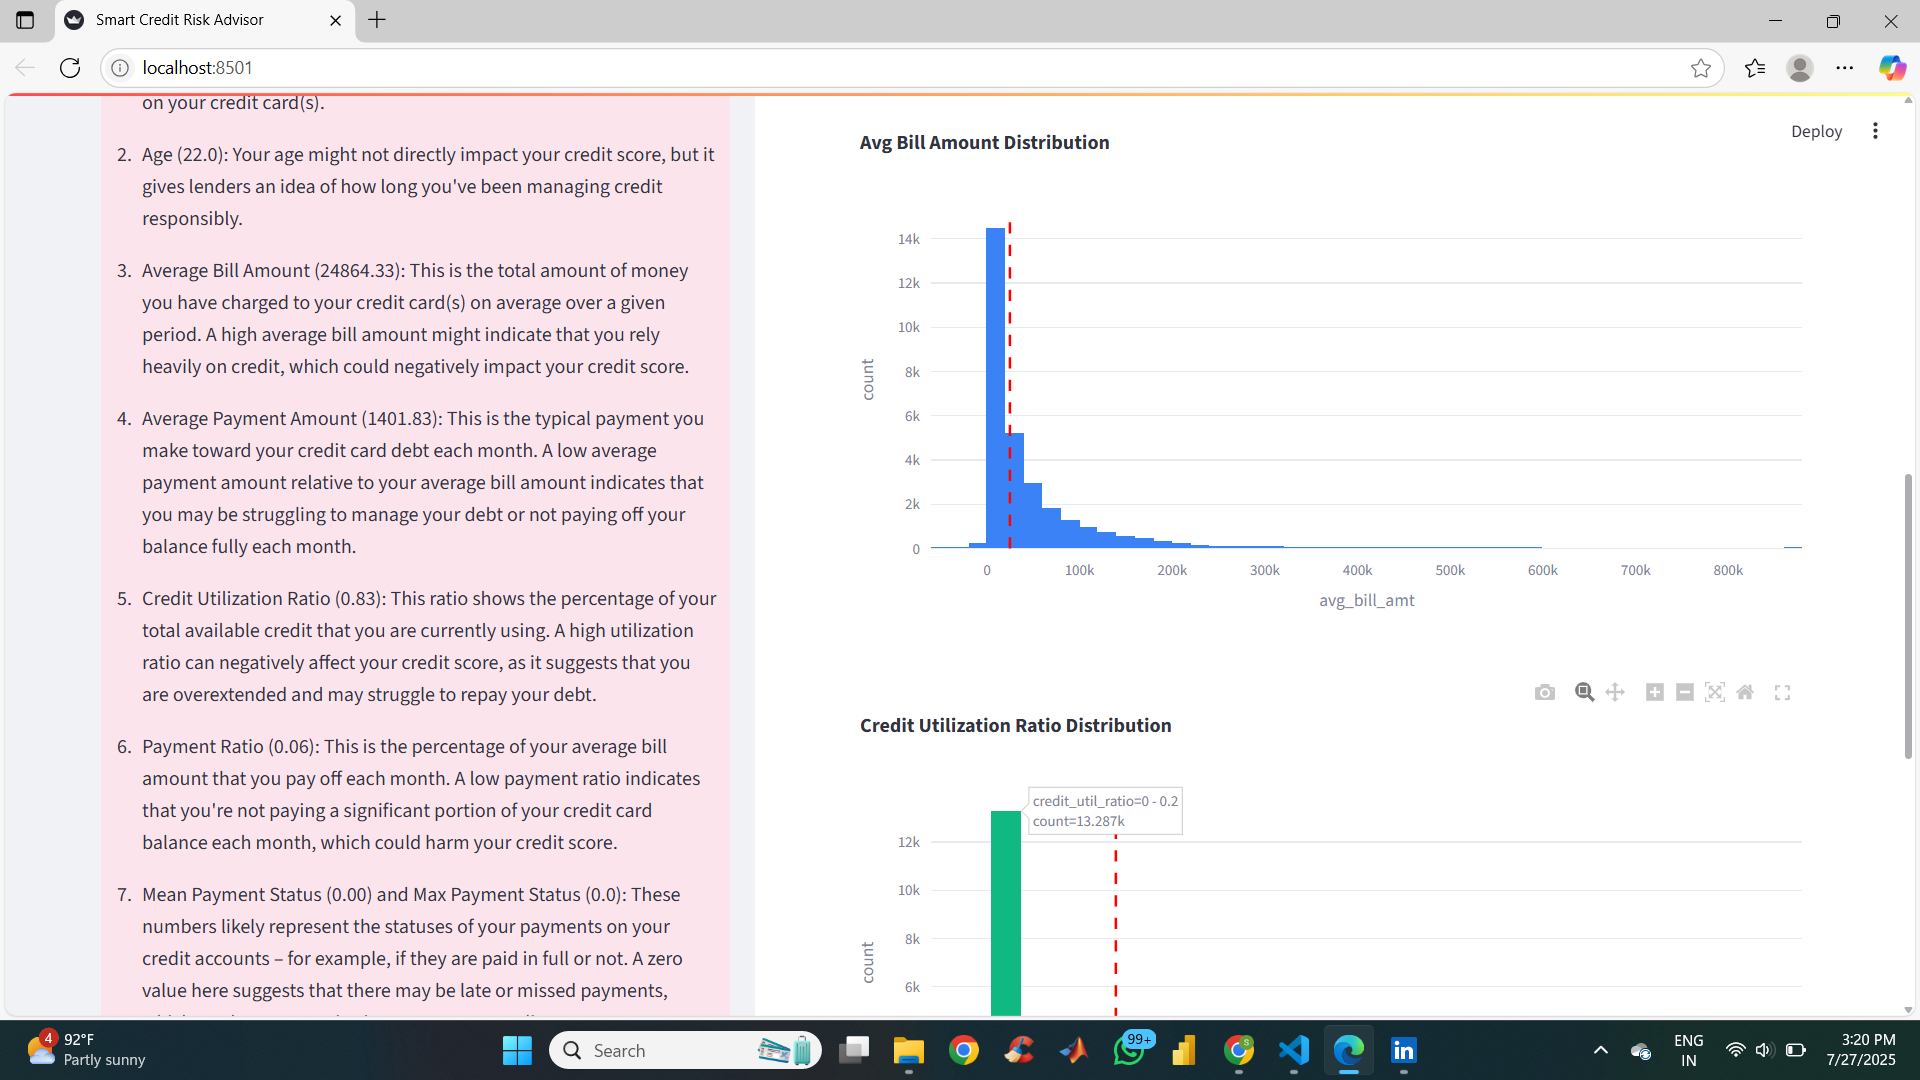 Smart Credit Risk Advisor
localhost:8501
on your credit card(s).
2. Age (22.0): Your age might not directly impact your credit score, but it
gives lenders an idea of how long you've been managing credit
responsibly.
3. Average Bill Amount (24864.33): This is the total amount of money
you have charged to your credit card(s) on average over a given
period. A high average bill amount might indicate that you rely
heavily on credit, which could negatively impact your credit score.
4. Average Payment Amount (1401.83): This is the typical payment you
make toward your credit card debt each month. A low average
payment amount relative to your average bill amount indicates that
you may be struggling to manage your debt or not paying off your
balance fully each month.
5. Credit Utilization Ratio (0.83): This ratio shows the percentage of your
total available credit that you are currently using. A high utilization
ratio can negatively affect your credit score, as it suggests that you
are overextended and may struggle to repay your debt.
6. Payment Ratio (0.06): This is the percentage of your average bill
amount that you pay off each month. A low payment ratio indicates
that you're not paying a significant portion of your credit card
balance each month, which could harm your credit score.
7. Mean Payment Status (0.00) and Max Payment Status (0.0): These
numbers likely represent the statuses of your payments on your
credit accounts – for example, if they are paid in full or not. A zero
value here suggests that there may be late or missed payments,
Deploy
Avg Bill Amount Distribution
14k
12k
10k
8k
6k
4k
2k
0
count
0 100k 200k 300k 400k 500k 600k 700k 800k
avg_bill_amt
Credit Utilization Ratio Distribution
credit_util_ratio=0 - 0.2
count=13.287k
12k
10k
8k
6k
count
4
92°F
Partly sunny
Search
99+
S
in
ENG
IN
3:20 PM
7/27/2025